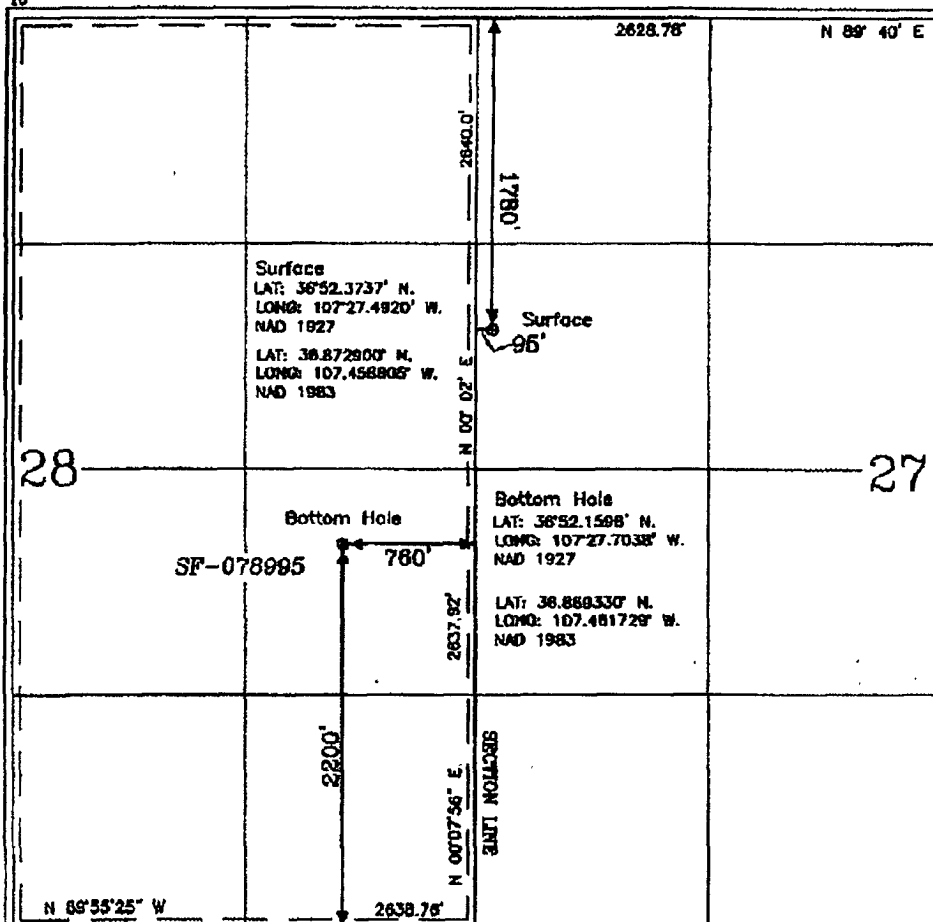 2628.76' N 89° 40' E
2640.0'
1780'
Surface
LAT: 36°52.3737' N.
LONG: 107°27.4920' W.
NAD 1927
LAT: 36.872900° N.
LONG: 107.458805° W.
NAD 1983
Surface
95'
N 00° 02' E
28
27
Bottom Hole
760'
SF-078995
Bottom Hole
LAT: 36°52.1598' N.
LONG: 107°27.7038' W.
NAD 1927
LAT: 36.869330° N.
LONG: 107.461729° W.
NAD 1983
2637.92'
2200'
N 00°07'56" E
SECTION LINE
N 89°55'25" W 2638.76'